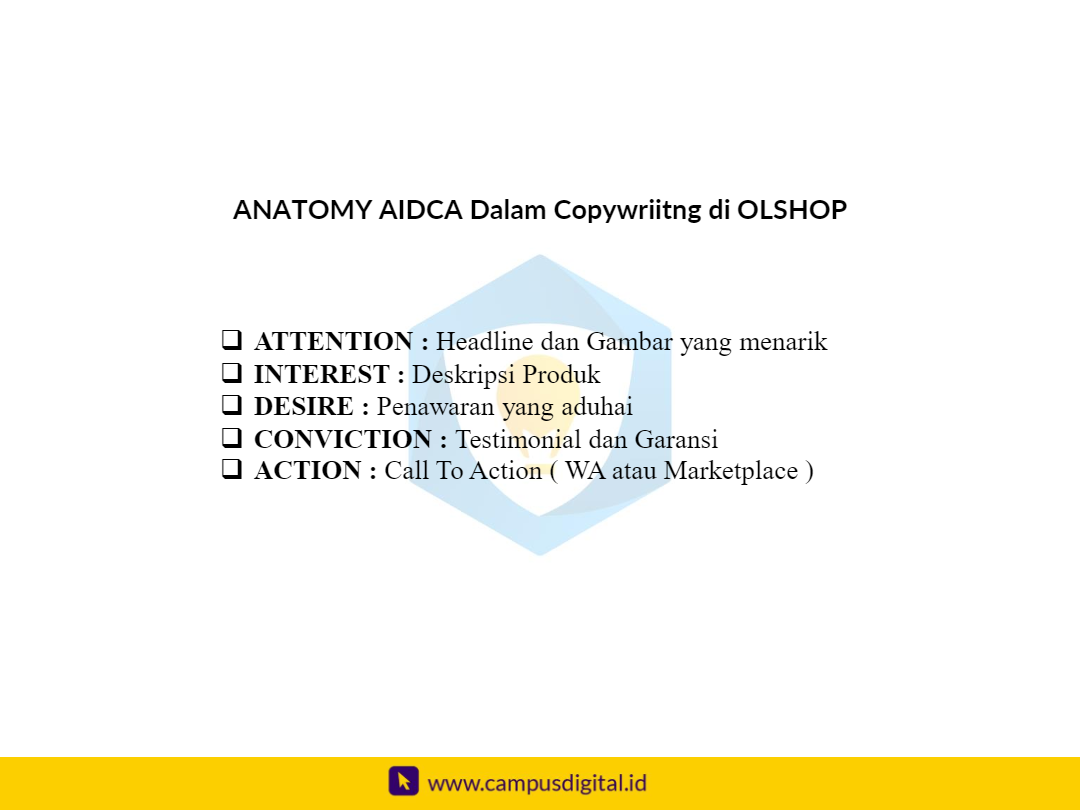 ANATOMY AIDCA Dalam Copywriitng di OLSHOP
❑ ATTENTION : Headline dan Gambar yang menarik
❑ INTEREST : Deskripsi Produk
❑ DESIRE : Penawaran yang aduhai
❑ CONVICTION : Testimonial dan Garansi
❑ ACTION : Call To Action ( WA atau Marketplace )
www.campusdigital.id